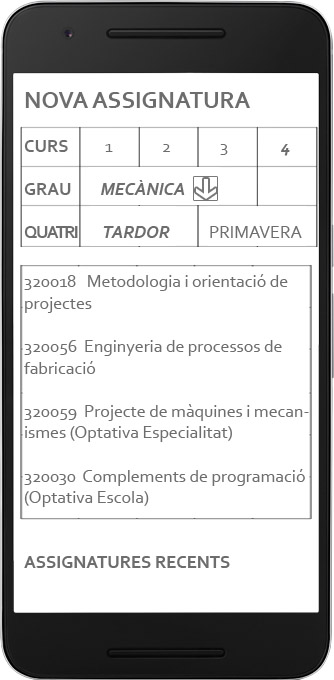 NOVA ASSIGNATURA
CURS 1 2 3 4
GRAU MECÀNICA
QUATRI TARDOR PRIMAVERA
320018 Metodologia i orientació de
projectes
320056 Enginyeria de processos de
fabricació
320059 Projecte de màquines i mecan-
ismes (Optativa Especialitat)
320030 Complements de programació
(Optativa Escola)
ASSIGNATURES RECENTS